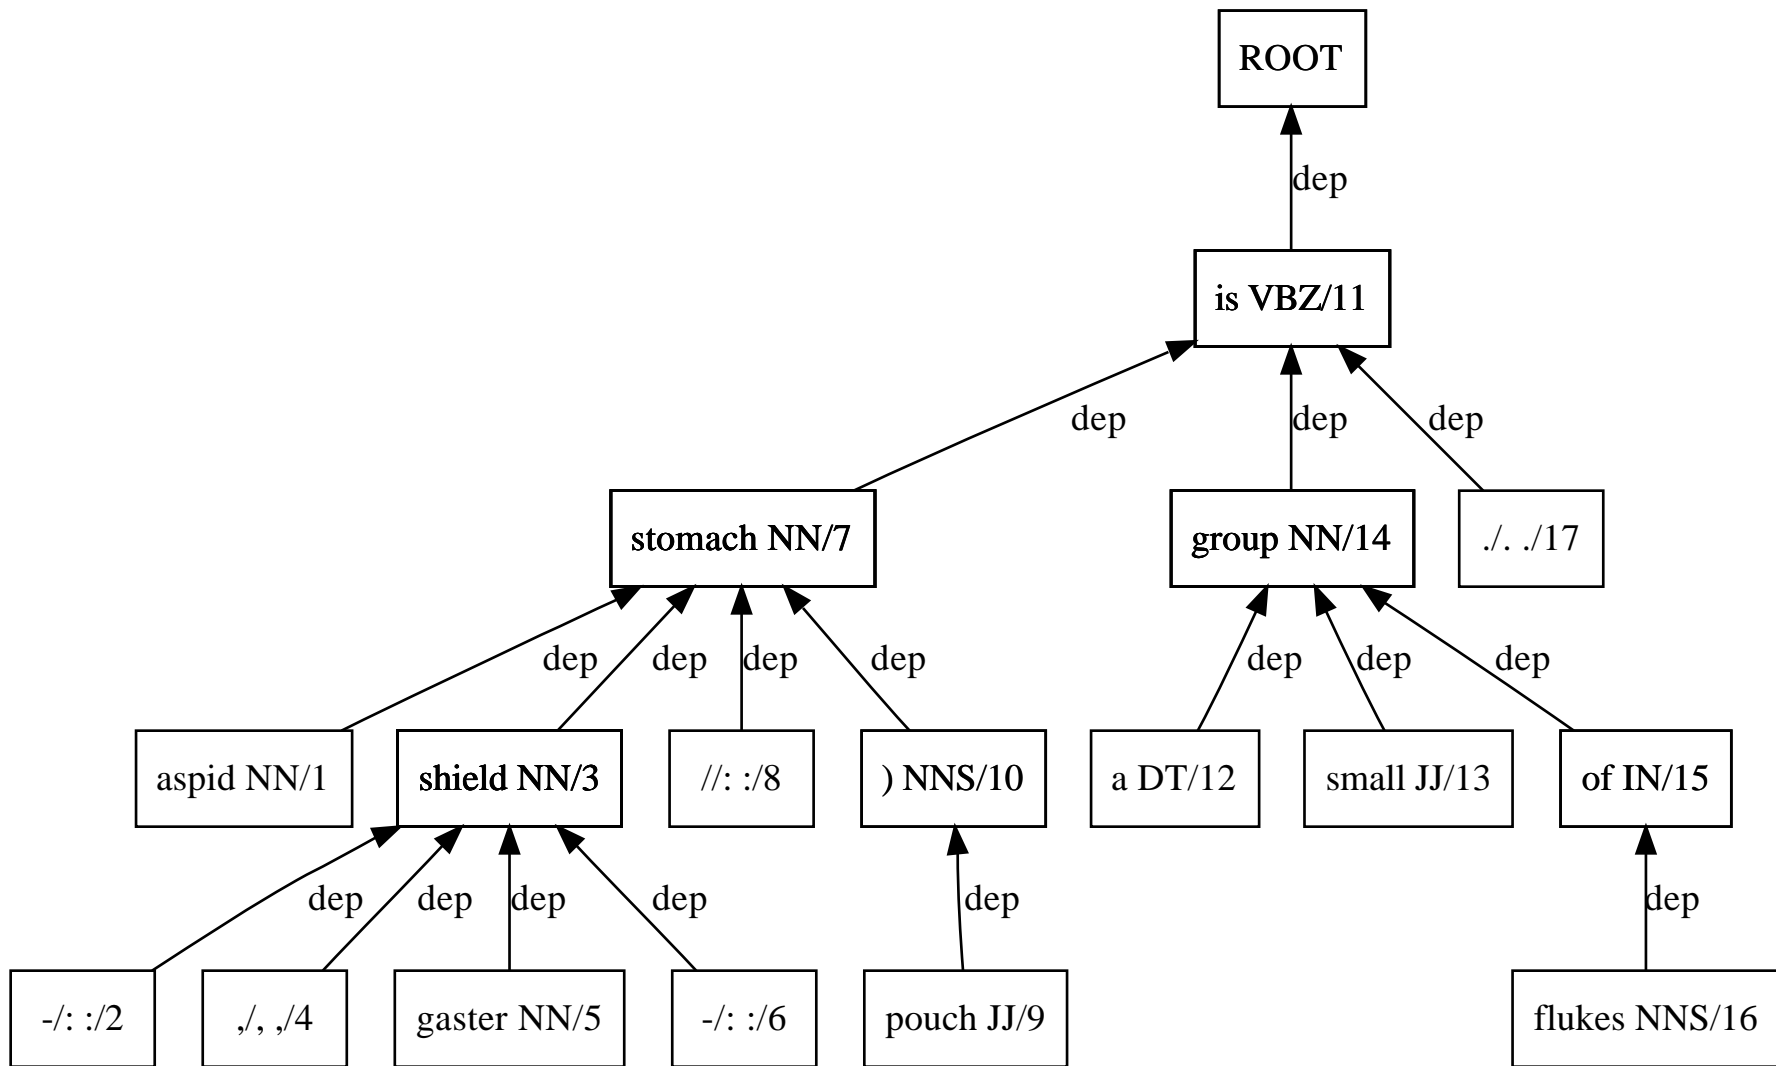 ROOT
dep
is VBZ/11
dep dep dep
stomach NN/7 group NN/14 ./. ./17
dep dep dep dep dep dep dep
aspid NN/1 shield NN/3 //: :/8 ) NNS/10 a DT/12 small JJ/13 of IN/15
dep dep dep dep dep dep
-/: :/2 ,/, ,/4 gaster NN/5 -/: :/6 pouch JJ/9 flukes NNS/16